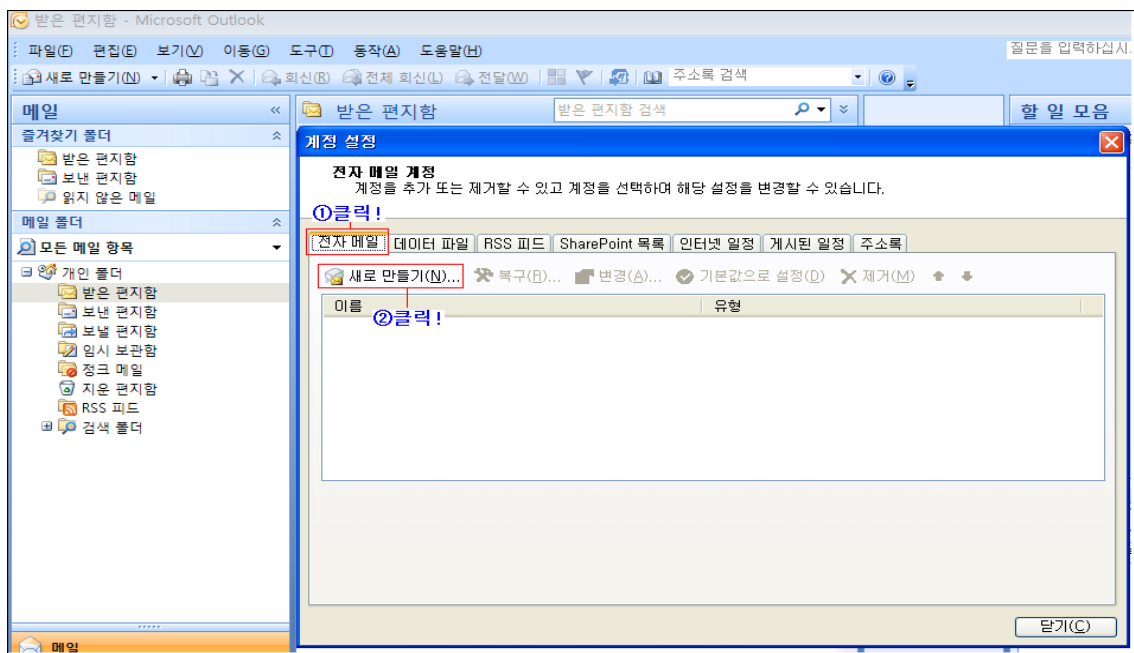 받은 편지함 - Microsoft Outlook
파일(F) 편집(E) 보기(V) 이동(G) 도구(T) 동작(A) 도움말(H) 질문을 입력하십시
새로 만들기(N) 회신(R) 전체 회신(L) 전달(W) 주소록 검색
메일 « 받은 편지함 받은 편지함 검색 할 일 모음
즐겨찾기 폴더
받은 편지함
보낸 편지함
읽지 않은 메일
메일 폴더
모든 메일 항목
개인 폴더
받은 편지함
보낸 편지함
보낼 편지함
임시 보관함
정크 메일
지운 편지함
RSS 피드
검색 폴더
메일
계정 설정
전자 메일 계정
계정을 추가 또는 제거할 수 있고 계정을 선택하여 해당 설정을 변경할 수 있습니다.
①클릭!
전자 메일 데이터 파일 RSS 피드 SharePoint 목록 인터넷 일정 게시된 일정 주소록
새로 만들기(N)... 복구(R)... 변경(A)... 기본값으로 설정(D) 제거(M)
이름 유형
②클릭!
닫기(C)